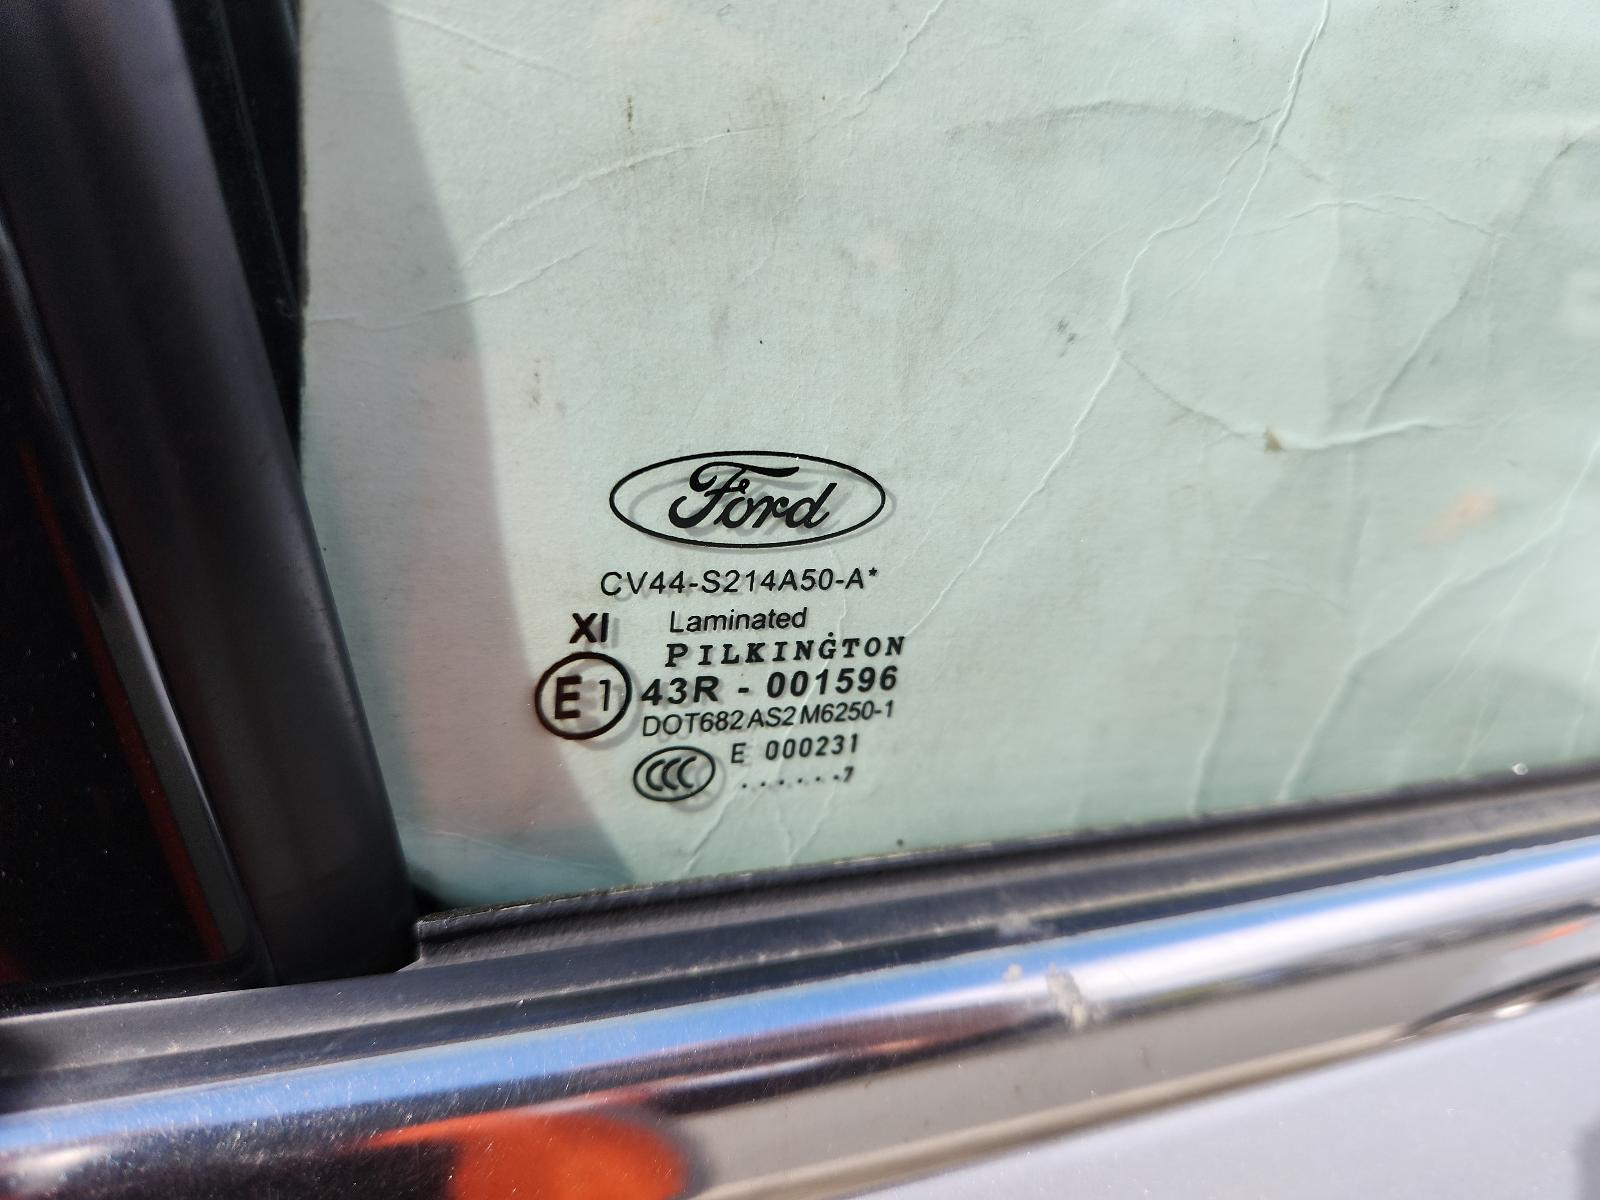 Ford
CV44-S214A50-A*
XI Laminated
PILKINGTON
E1 43R - 001596
DOT682 AS2 M6250-1
CCC E 000231
. . . . . . 7